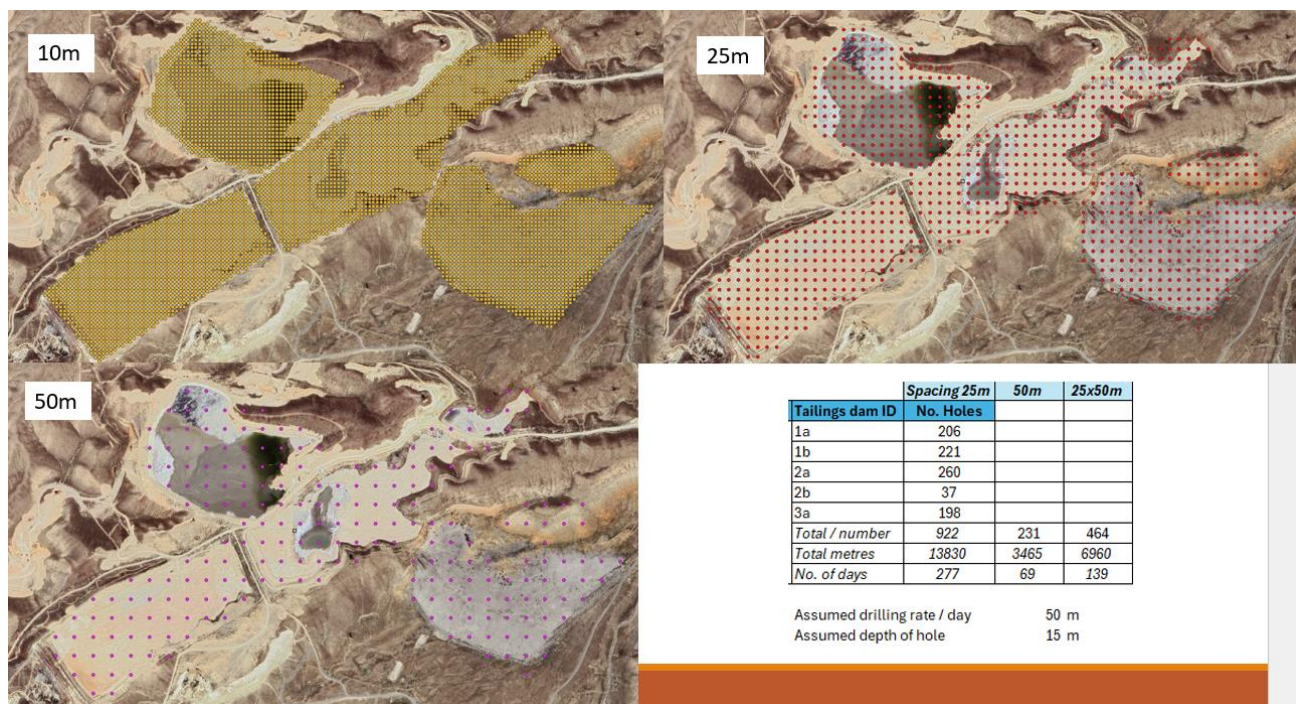 10m
25m
50m
Spacing 25m 50m 25x50m
Tailings dam ID No. Holes
1a 206
1b 221
2a 260
2b 37
3a 198
Total / number 922 231 464
Total metres 13830 3465 6960
No. of days 277 69 139
Assumed drilling rate / day 50 m
Assumed depth of hole 15 m